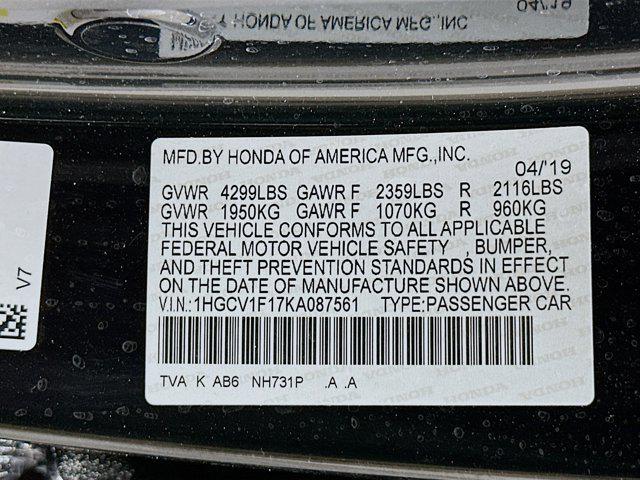 Y HONDA OF AMERICA MFG.,INC
04/'19
MFD.BY HONDA OF AMERICA MFG.,INC.
04/'19
GVWR 4299LBS GAWR F 2359LBS R 2116LBS
GVWR 1950KG GAWR F 1070KG R 960KG
THIS VEHICLE CONFORMS TO ALL APPLICABLE
FEDERAL MOTOR VEHICLE SAFETY , BUMPER,
AND THEFT PREVENTION STANDARDS IN EFFECT
ON THE DATE OF MANUFACTURE SHOWN ABOVE.
V.I.N.:1HGCV1F17KA087561 TYPE:PASSENGER CAR
TVA K AB6 NH731P .A .A
V7